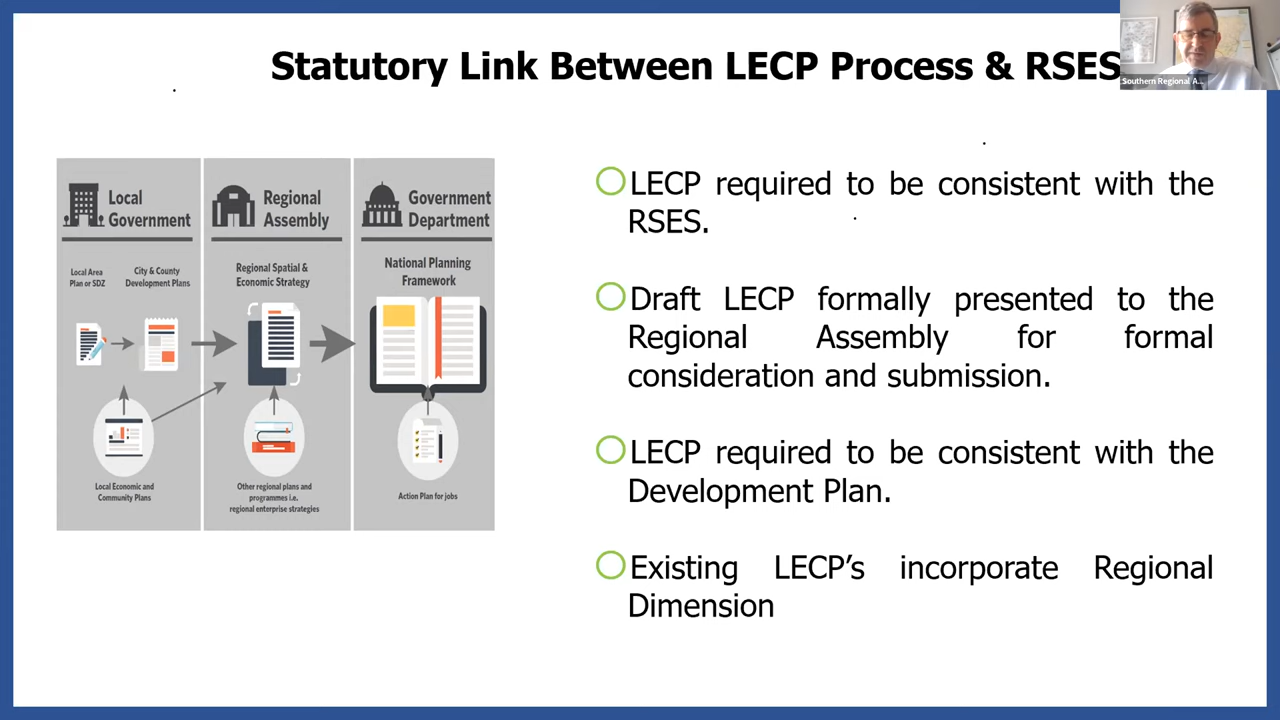 Statutory Link Between LECP Process & RSES
Southern Regional A...
Local
Government
Regional
Assembly
Government
Department
Local Area
Plan or SDZ
City & County
Development Plans
Regional Spatial &
Economic Strategy
National Planning
Framework
Local Economic and
Community Plans
Other regional plans and
programmes i.e.
regional enterprise strategies
Action Plan for jobs
LECP required to be consistent with the
RSES.
Draft LECP formally presented to the
Regional Assembly for formal
consideration and submission.
LECP required to be consistent with the
Development Plan.
Existing LECP’s incorporate Regional
Dimension